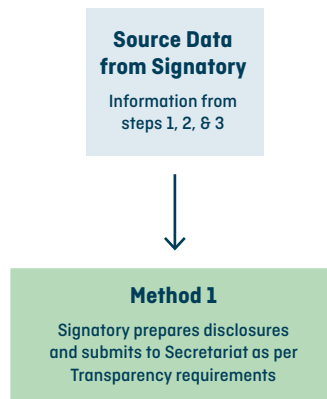 Source Data
from Signatory
Information from
steps 1, 2, & 3
Method 1
Signatory prepares disclosures
and submits to Secretariat as per
Transparency requirements